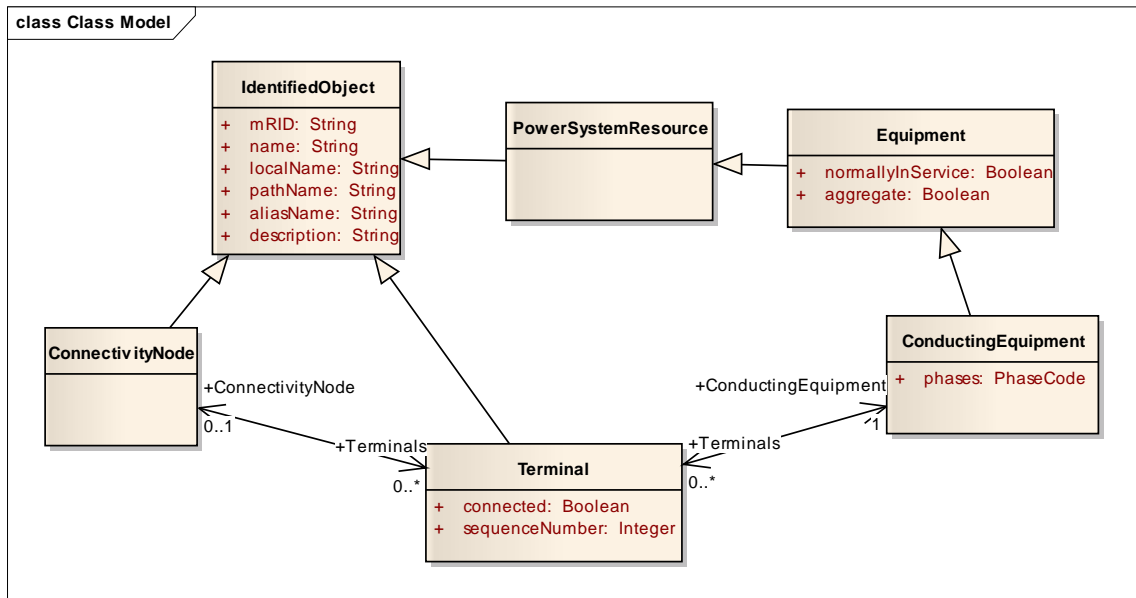 class Class Model
IdentifiedObject
+ mRID: String
+ name: String
+ localName: String
+ pathName: String
+ aliasName: String
+ description: String
PowerSystemResource
Equipment
+ normallyInService: Boolean
+ aggregate: Boolean
ConnectivityNode
ConductingEquipment
+ phases: PhaseCode
+ConnectivityNode
0..1
+Terminals
0..*
+ConductingEquipment
1
+Terminals
0..*
Terminal
+ connected: Boolean
+ sequenceNumber: Integer